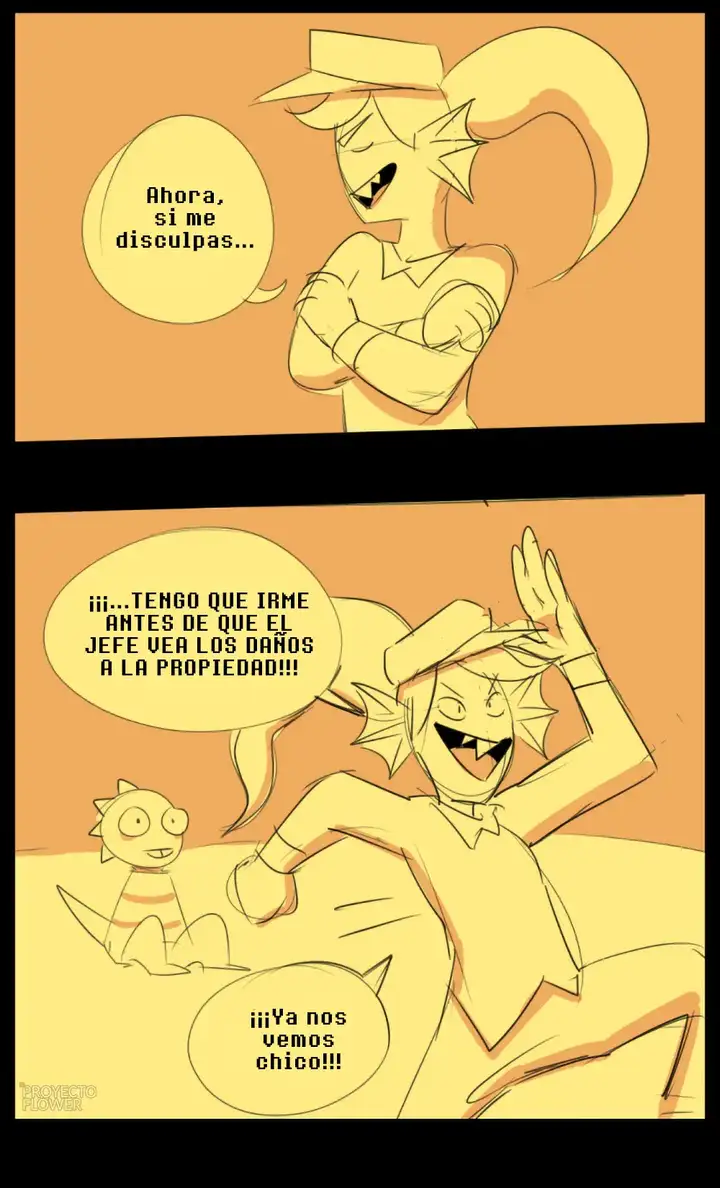 Ahora,
si me
disculpas...
¡¡¡...TENGO QUE IRME
ANTES DE QUE EL
JEFE VEA LOS DAÑOS
A LA PROPIEDAD!!!
¡¡¡Ya nos
vemos
chico!!!
PROYECTO
FLOWER